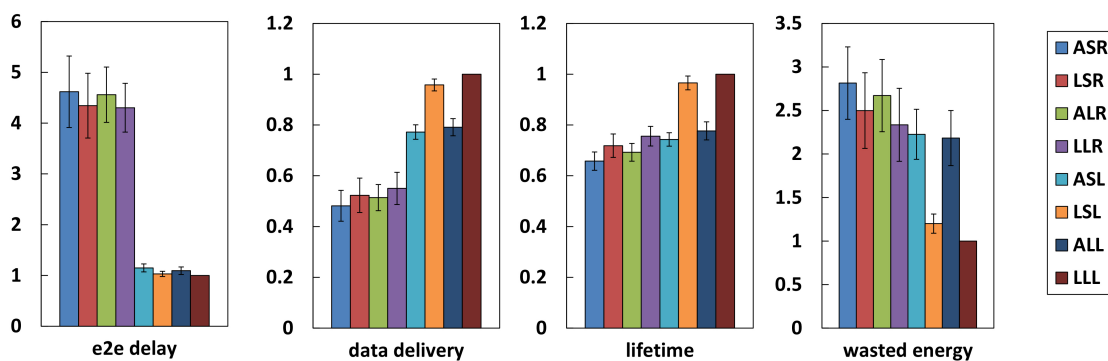 6
5
4
3
2
1
0
e2e delay
1.2
1
0.8
0.6
0.4
0.2
0
data delivery
1.2
1
0.8
0.6
0.4
0.2
0
lifetime
3.5
3
2.5
2
1.5
1
0.5
0
wasted energy
ASR
LSR
ALR
LLR
ASL
LSL
ALL
LLL